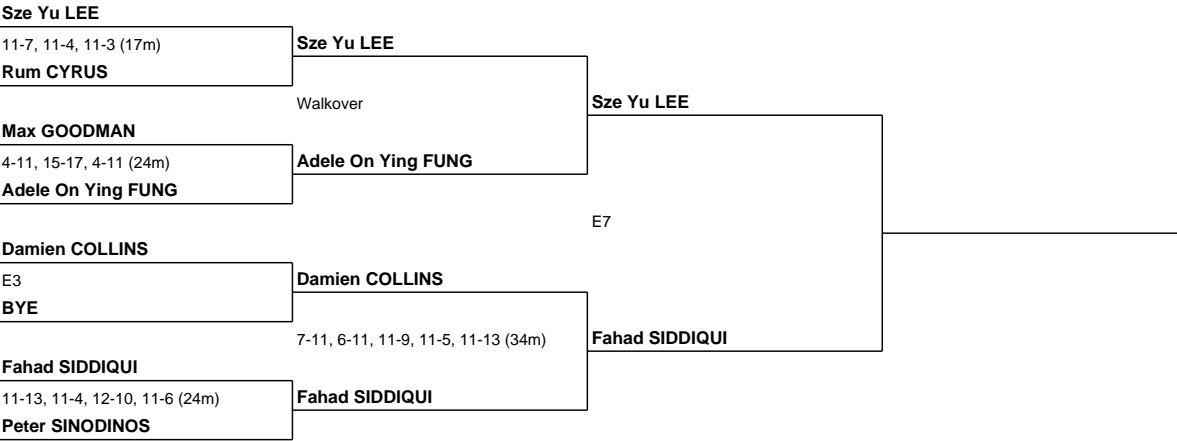 Sze Yu LEE
11-7, 11-4, 11-3 (17m)
Rum CYRUS
Max GOODMAN
4-11, 15-17, 4-11 (24m)
Adele On Ying FUNG
Damien COLLINS
E3
BYE
Fahad SIDDIQUI
11-13, 11-4, 12-10, 11-6 (24m)
Peter SINODINOS
Sze Yu LEE
Walkover
Adele On Ying FUNG
Damien COLLINS
7-11, 6-11, 11-9, 11-5, 11-13 (34m)
Fahad SIDDIQUI
Sze Yu LEE
E7
Fahad SIDDIQUI